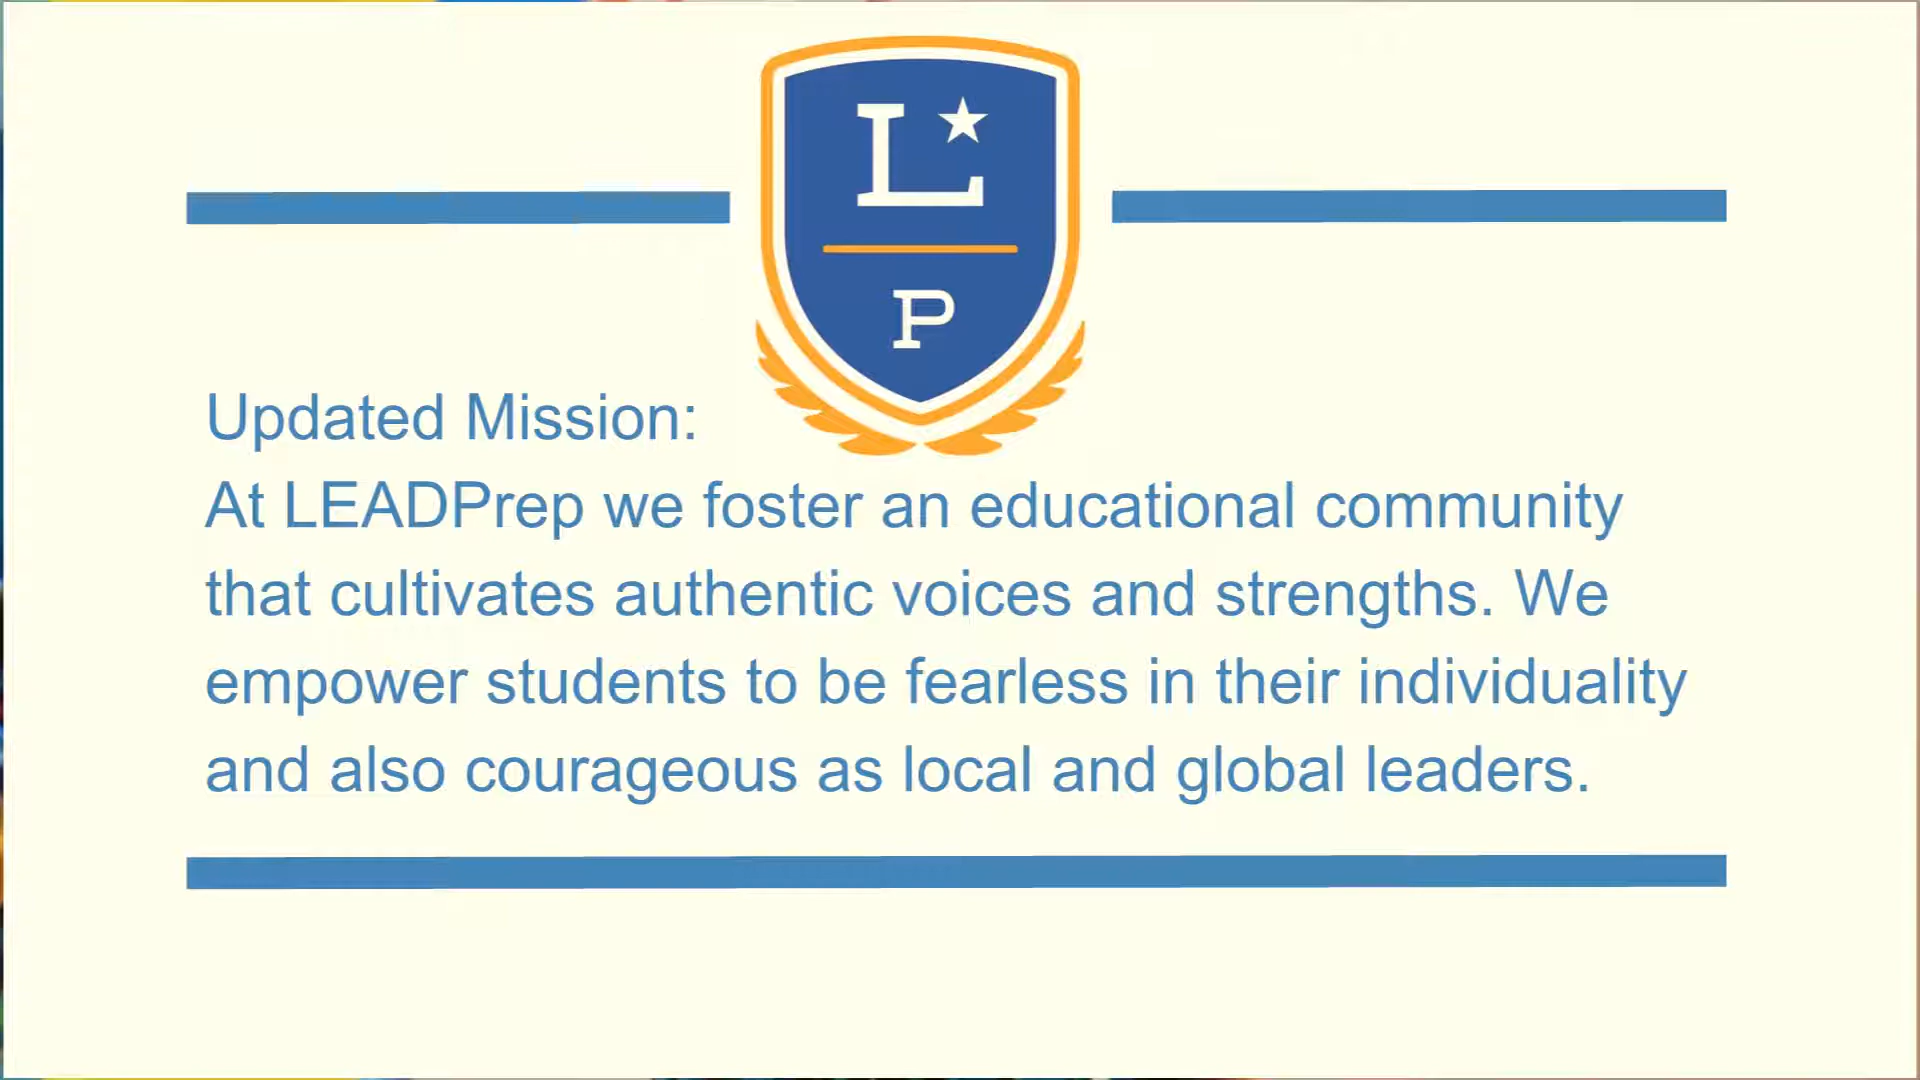 L
P
Updated Mission:
At LEADPrep we foster an educational community
that cultivates authentic voices and strengths. We
empower students to be fearless in their individuality
and also courageous as local and global leaders.